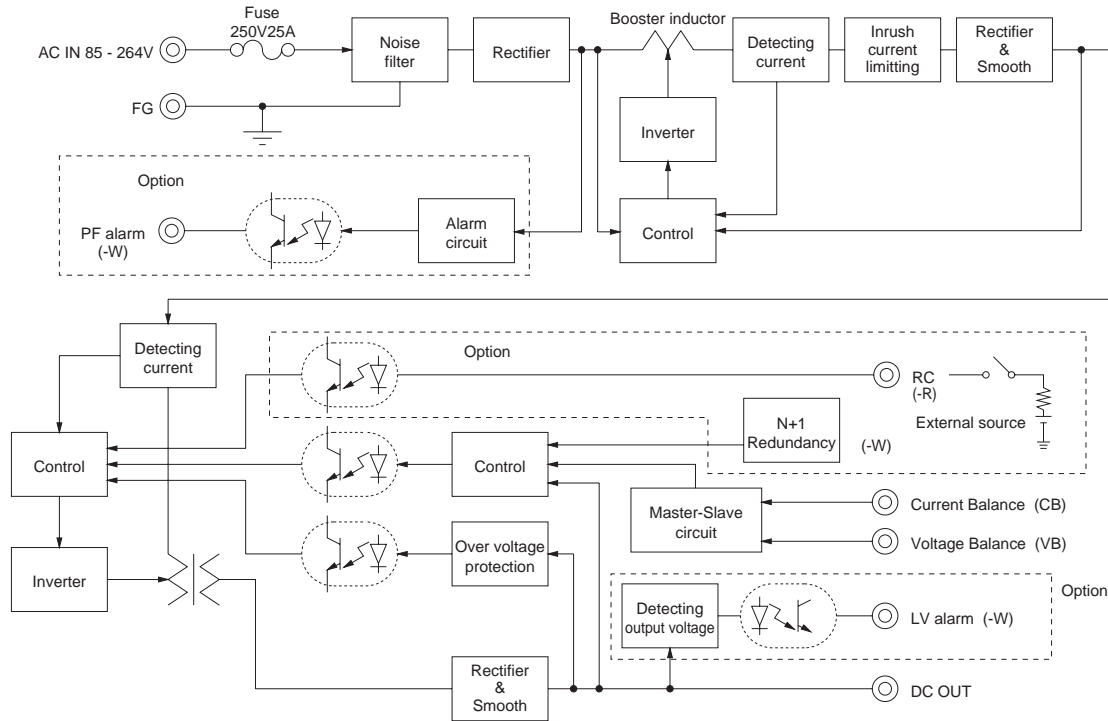 Fuse
250V25A
AC IN 85 - 264V
Noise
filter
Rectifier
Booster inductor
Detecting
current
Inrush
current
limitting
Rectifier
&
Smooth
FG
Inverter
Option
PF alarm
(-W)
Alarm
circuit
Control
Detecting
current
Option
RC
(-R)
External source
N+1
Redundancy
(-W)
Control
Control
Master-Slave
circuit
Current Balance (CB)
Voltage Balance (VB)
Inverter
Over voltage
protection
Option
Detecting
output voltage
LV alarm (-W)
Rectifier
&
Smooth
DC OUT